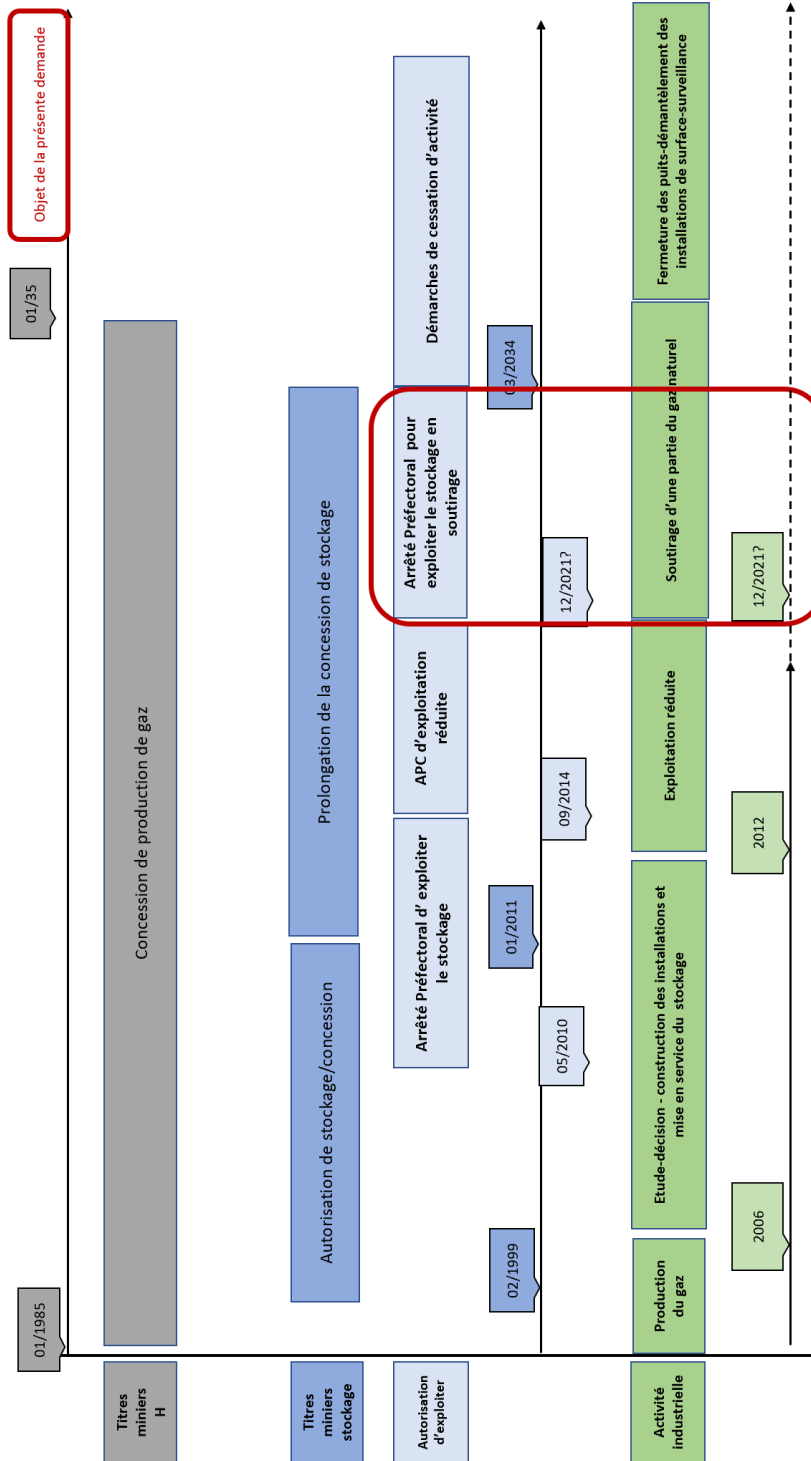 Objet de la présente demande
01/1985
01/35
Titres
miniers
H
Concession de production de gaz
Titres
miniers
stockage
Autorisation de stockage/concession
Prolongation de la concession de stockage
Autorisation
d'exploiter
Arrêté Préfectoral d' exploiter
le stockage
APC d'exploitation
réduite
Arrêté Préfectoral pour
exploiter le stockage en
soutirage
Démarches de cessation d'activité
02/1999
01/2011
03/2034
05/2010
09/2014
12/2021?
Activité
industrielle
Production
du gaz
Etude-décision - construction des installations et
mise en service du stockage
Exploitation réduite
Soutirage d'une partie du gaz naturel
Fermeture des puits-démantèlement des
installations de surface-surveillance
2006
2012
12/2021?